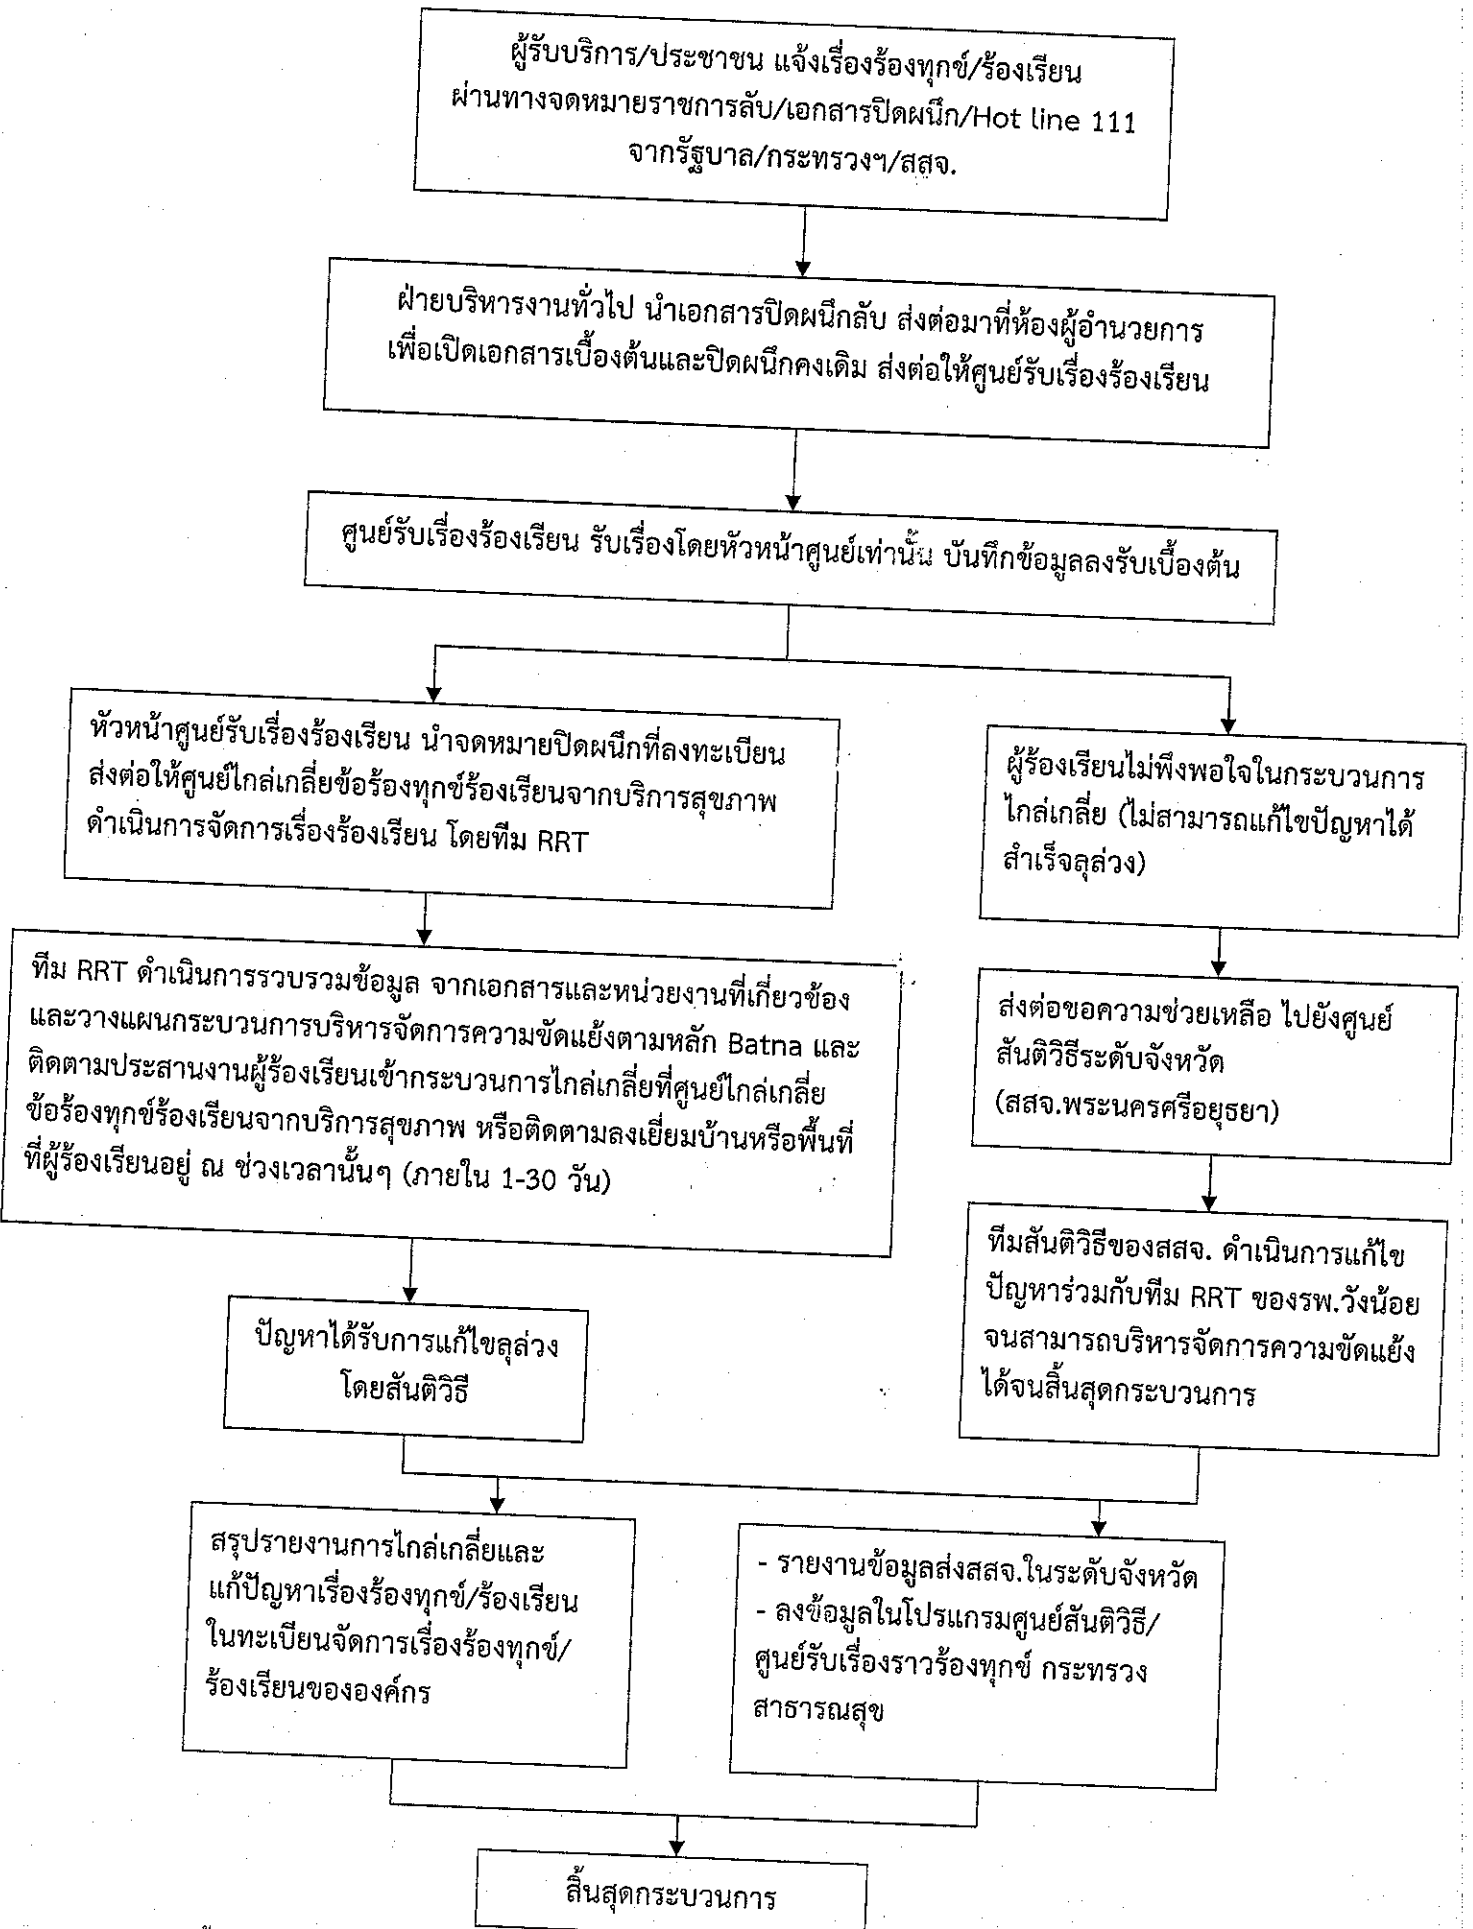 ผู้รับบริการ/ประชาชน แจ้งเรื่องร้องทุกข์/ร้องเรียน
ผ่านทางจดหมายราชการลับ/เอกสารปิดผนึก/Hot line 111
จากรัฐบาล/กระทรวงฯ/สสจ.
ฝ่ายบริหารงานทั่วไป นำเอกสารปิดผนึกลับ ส่งต่อมาที่ห้องผู้อำนวยการ
เพื่อเปิดเอกสารเบื้องต้นและปิดผนึกคงเดิม ส่งต่อให้ศูนย์รับเรื่องร้องเรียน
ศูนย์รับเรื่องร้องเรียน รับเรื่องโดยหัวหน้าศูนย์เท่านั้น บันทึกข้อมูลลงรับเบื้องต้น
หัวหน้าศูนย์รับเรื่องร้องเรียน นำจดหมายปิดผนึกที่ลงทะเบียน
ส่งต่อให้ศูนย์ไกล่เกลี่ยข้อร้องทุกข์ร้องเรียนจากบริการสุขภาพ
ดำเนินการจัดการเรื่องร้องเรียน โดยทีม RRT
ผู้ร้องเรียนไม่พึงพอใจในกระบวนการ
ไกล่เกลี่ย (ไม่สามารถแก้ไขปัญหาได้
สำเร็จลุล่วง)
ทีม RRT ดำเนินการรวบรวมข้อมูล จากเอกสารและหน่วยงานที่เกี่ยวข้อง
และวางแผนกระบวนการบริหารจัดการความขัดแย้งตามหลัก Batna และ
ติดตามประสานงานผู้ร้องเรียนเข้ากระบวนการไกล่เกลี่ยที่ศูนย์ไกล่เกลี่ย
ข้อร้องทุกข์ร้องเรียนจากบริการสุขภาพ หรือติดตามลงเยี่ยมบ้านหรือพื้นที่
ที่ผู้ร้องเรียนอยู่ ณ ช่วงเวลานั้นๆ (ภายใน 1-30 วัน)
ส่งต่อขอความช่วยเหลือ ไปยังศูนย์
สันติวิธีระดับจังหวัด
(สสจ.พระนครศรีอยุธยา)
ทีมสันติวิธีของสสจ. ดำเนินการแก้ไข
ปัญหาร่วมกับทีม RRT ของรพ.วังน้อย
จนสามารถบริหารจัดการความขัดแย้ง
ได้จนสิ้นสุดกระบวนการ
ปัญหาได้รับการแก้ไขลุล่วง
โดยสันติวิธี
สรุปรายงานการไกล่เกลี่ยและ
แก้ปัญหาเรื่องร้องทุกข์/ร้องเรียน
ในทะเบียนจัดการเรื่องร้องทุกข์/
ร้องเรียนขององค์กร
- รายงานข้อมูลส่งสสจ.ในระดับจังหวัด
- ลงข้อมูลในโปรแกรมศูนย์สันติวิธี/
ศูนย์รับเรื่องราวร้องทุกข์ กระทรวง
สาธารณสุข
สิ้นสุดกระบวนการ